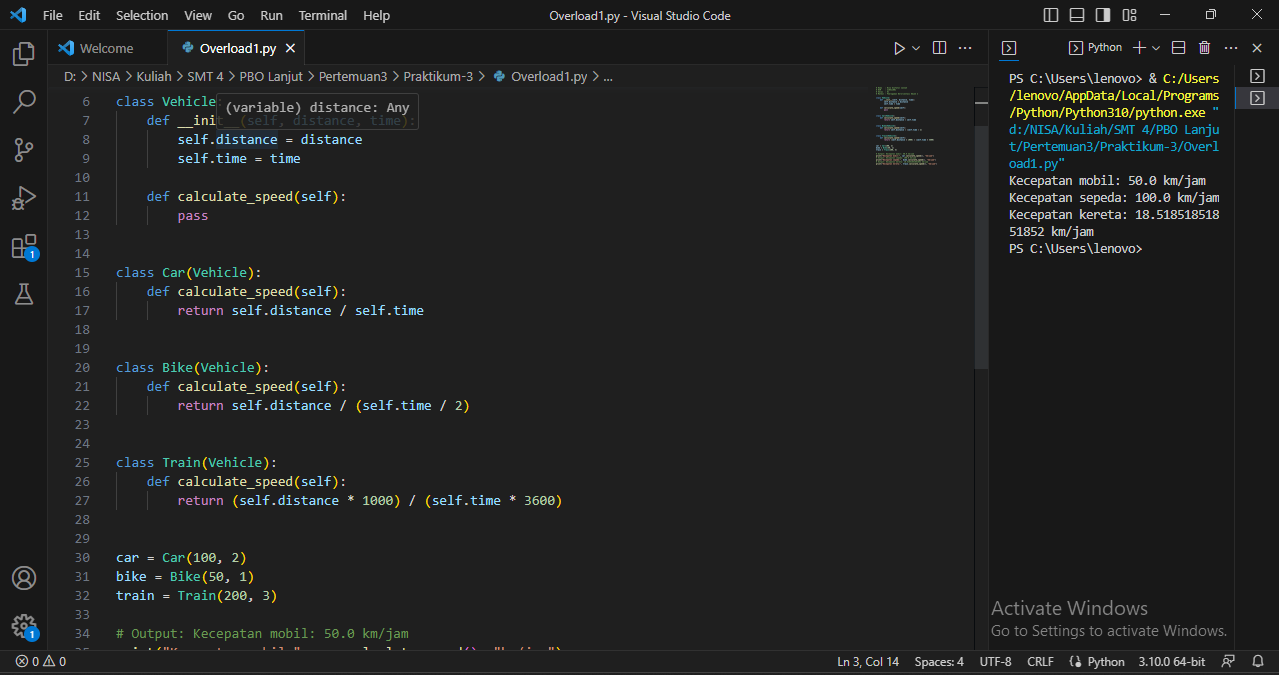 File Edit Selection View Go Run Terminal Help Overload1.py - Visual Studio Code
Welcome Overload1.py
D: > NISA > Kuliah > SMT 4 > PBO Lanjut > Pertemuan3 > Praktikum-3 > Overload1.py > ...
6 class Vehicle:
(variable) distance: Any
7 def __init__(self, distance, time):
8 self.distance = distance
9 self.time = time
10
11 def calculate_speed(self):
12 pass
13
14
15 class Car(Vehicle):
16 def calculate_speed(self):
17 return self.distance / self.time
18
19
20 class Bike(Vehicle):
21 def calculate_speed(self):
22 return self.distance / (self.time / 2)
23
24
25 class Train(Vehicle):
26 def calculate_speed(self):
27 return (self.distance * 1000) / (self.time * 3600)
28
29
30 car = Car(100, 2)
31 bike = Bike(50, 1)
32 train = Train(200, 3)
33
34 # Output: Kecepatan mobil: 50.0 km/jam
Python
PS C:\Users\lenovo> & C:/Users
/lenovo/AppData/Local/Programs
/Python/Python310/python.exe "
d:/NISA/Kuliah/SMT 4/PBO Lanju
t/Pertemuan3/Praktikum-3/Overl
oad1.py"
Kecepatan mobil: 50.0 km/jam
Kecepatan sepeda: 100.0 km/jam
Kecepatan kereta: 18.518518518
51852 km/jam
PS C:\Users\lenovo>
Activate Windows
Go to Settings to activate Windows.
1
1
0 0 Ln 3, Col 14 Spaces: 4 UTF-8 CRLF Python 3.10.0 64-bit